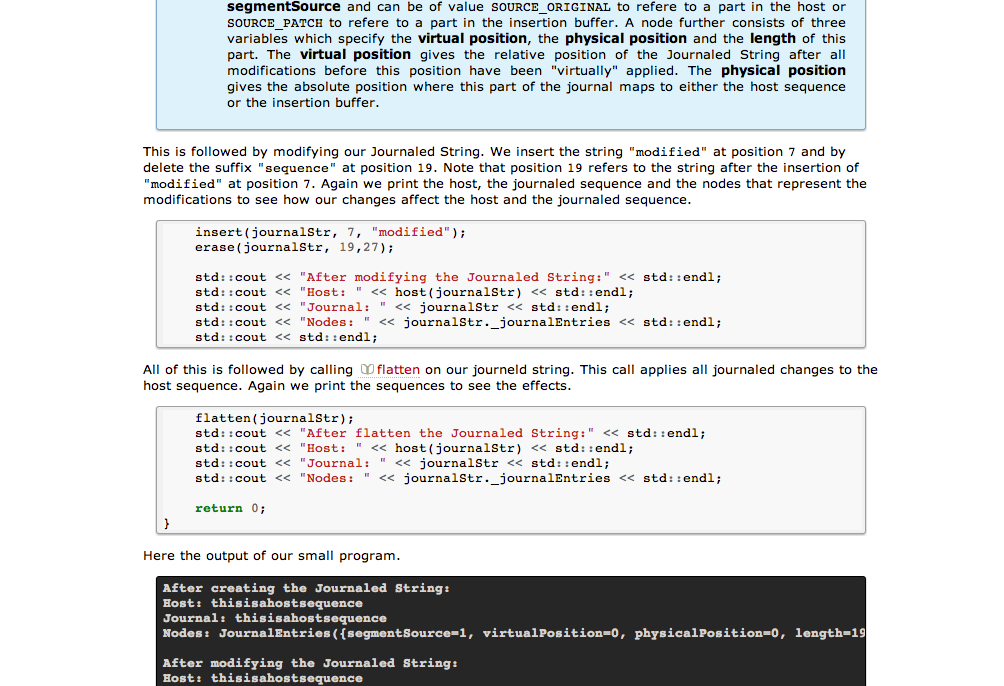 segmentSource and can be of value SOURCE_ORIGINAL to refere to a part in the host or
SOURCE_PATCH to refere to a part in the insertion buffer. A node further consists of three
variables which specify the virtual position, the physical position and the length of this
part. The virtual position gives the relative position of the Journaled String after all
modifications before this position have been "virtually" applied. The physical position
gives the absolute position where this part of the journal maps to either the host sequence
or the insertion buffer.
This is followed by modifying our Journaled String. We insert the string "modified" at position 7 and by
delete the suffix "sequence" at position 19. Note that position 19 refers to the string after the insertion of
"modified" at position 7. Again we print the host, the journaled sequence and the nodes that represent the
modifications to see how our changes affect the host and the journaled sequence.
insert(journalStr, 7, "modified");
erase(journalStr, 19,27);
std::cout << "After modifying the Journaled String:" << std::endl;
std::cout << "Host: " << host(journalStr) << std::endl;
std::cout << "Journal: " << journalStr << std::endl;
std::cout << "Nodes: " << journalStr._journalEntries << std::endl;
std::cout << std::endl;
All of this is followed by calling flatten on our journeld string. This call applies all journaled changes to the
host sequence. Again we print the sequences to see the effects.
flatten(journalStr);
std::cout << "After flatten the Journaled String:" << std::endl;
std::cout << "Host: " << host(journalStr) << std::endl;
std::cout << "Journal: " << journalStr << std::endl;
std::cout << "Nodes: " << journalStr._journalEntries << std::endl;
return 0;
}
Here the output of our small program.
After creating the Journaled String:
Host: thisisahostsequence
Journal: thisisahostsequence
Nodes: JournalEntries({segmentSource=1, virtualPosition=0, physicalPosition=0, length=19
After modifying the Journaled String:
Host: thisisahostsequence